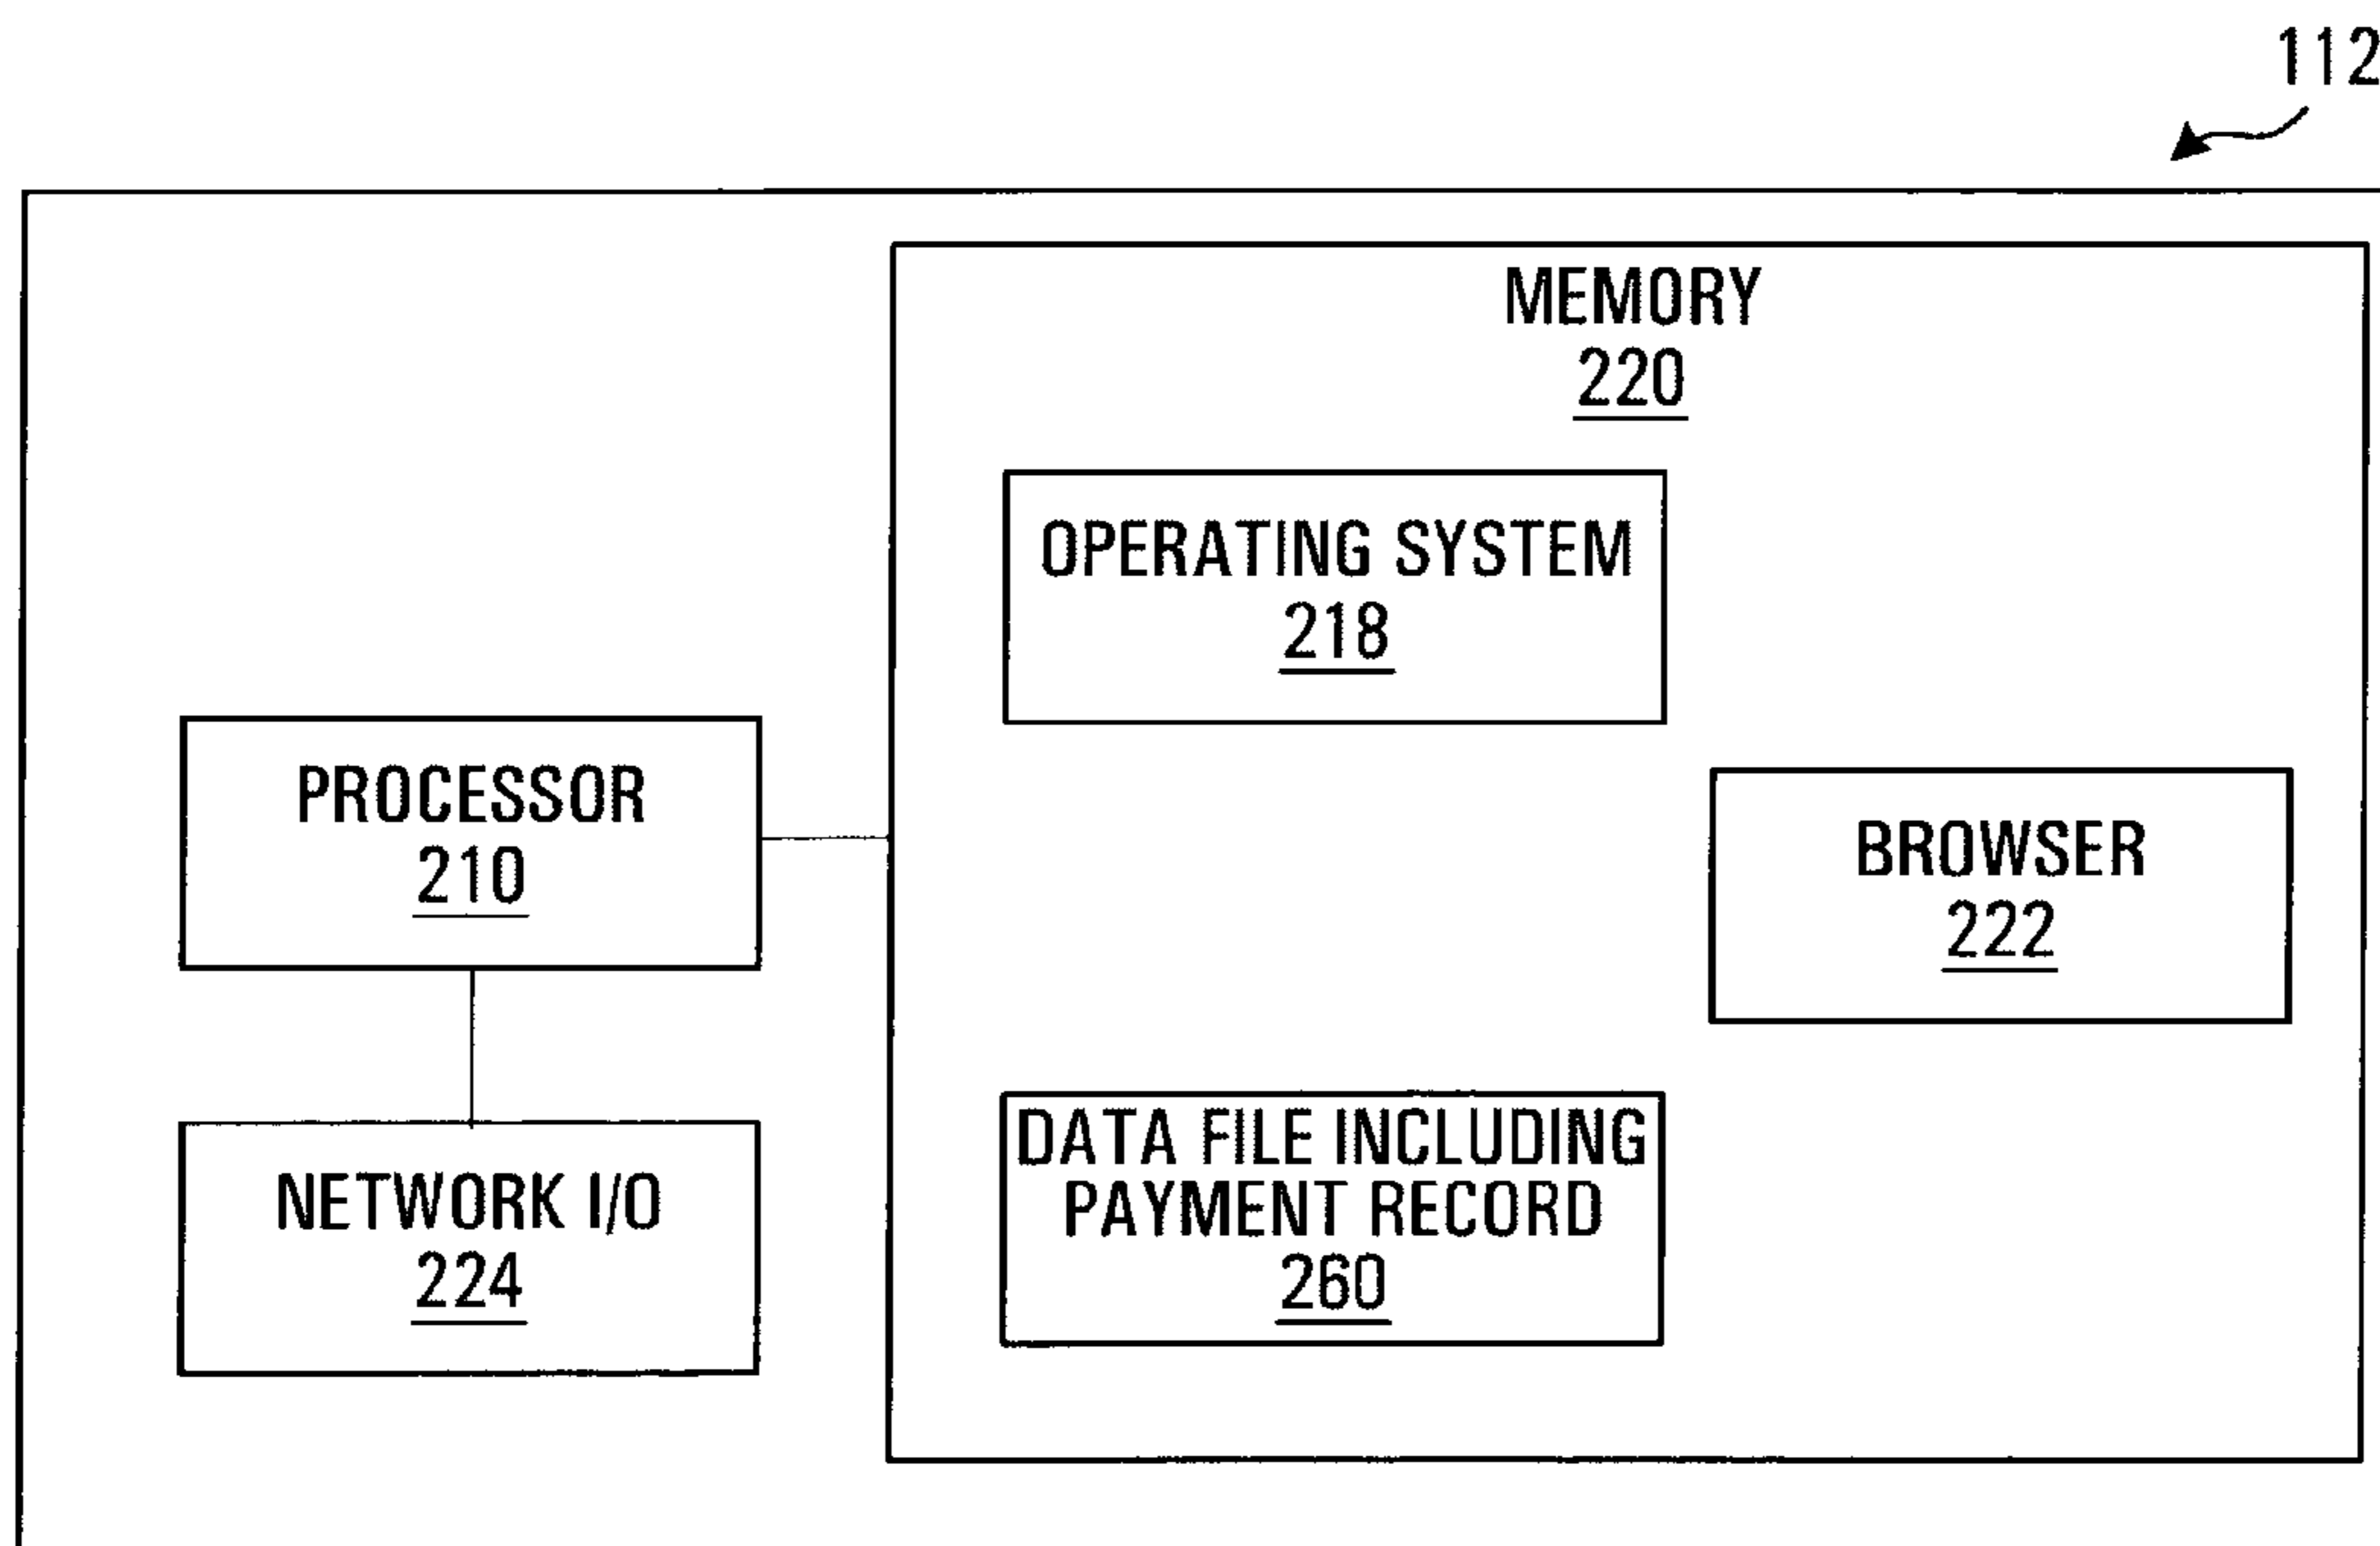 112
MEMORY
220
OPERATING SYSTEM
218
PROCESSOR
210
BROWSER
222
DATA FILE INCLUDING
PAYMENT RECORD
260
NETWORK I/O
224